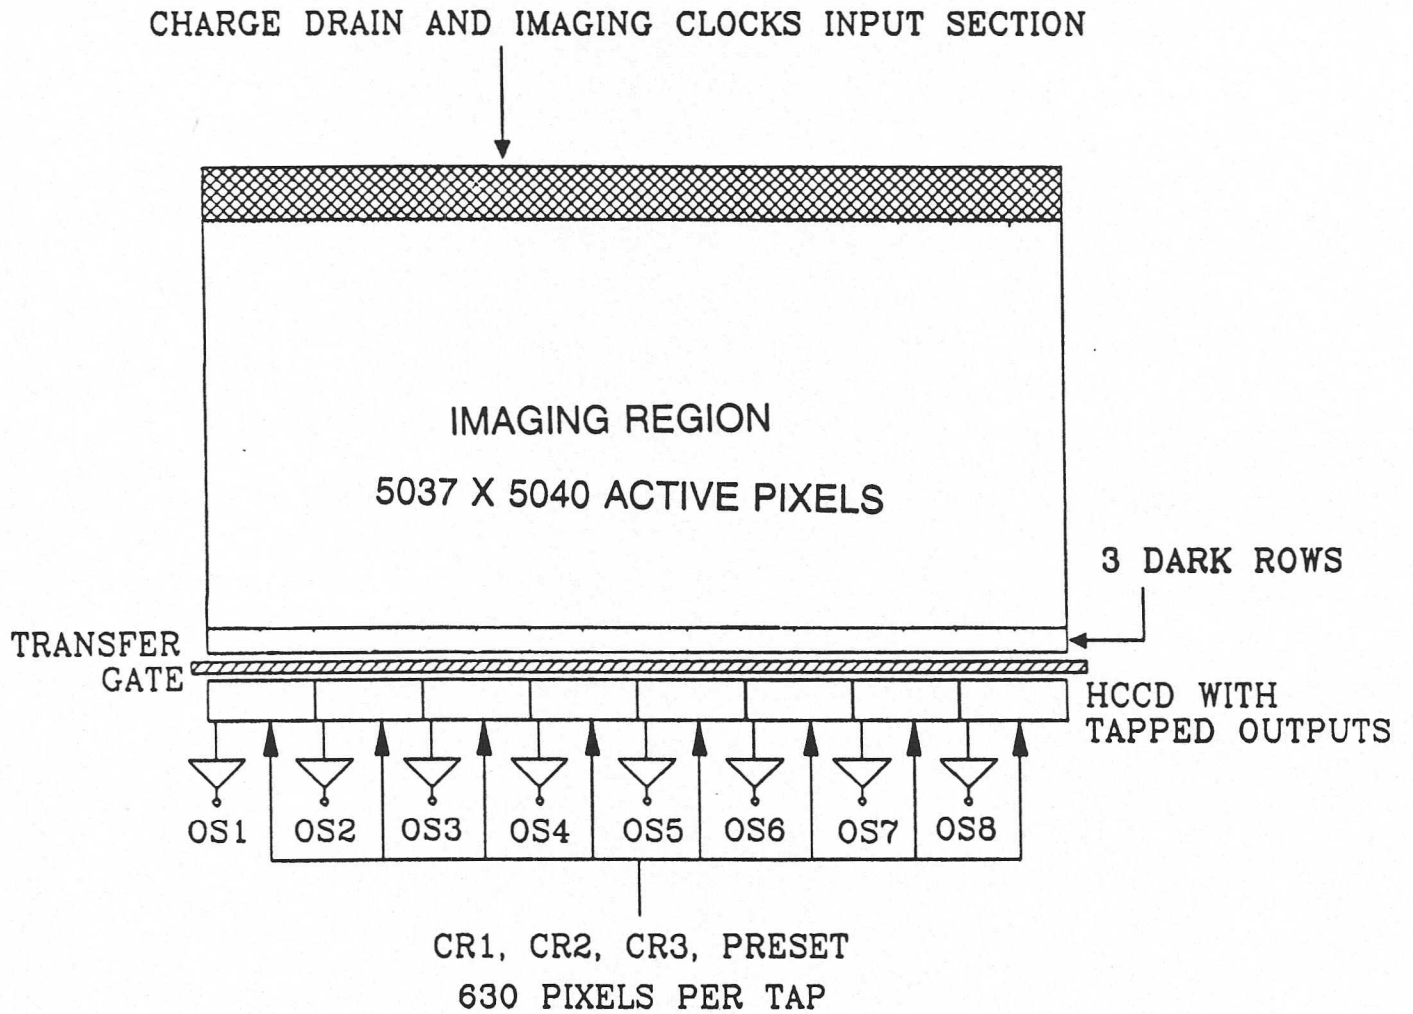 CHARGE DRAIN AND IMAGING CLOCKS INPUT SECTION
IMAGING REGION
5037 X 5040 ACTIVE PIXELS
3 DARK ROWS
TRANSFER
GATE
HCCD WITH
TAPPED OUTPUTS
OS1 OS2 OS3 OS4 OS5 OS6 OS7 OS8
CR1, CR2, CR3, PRESET
630 PIXELS PER TAP